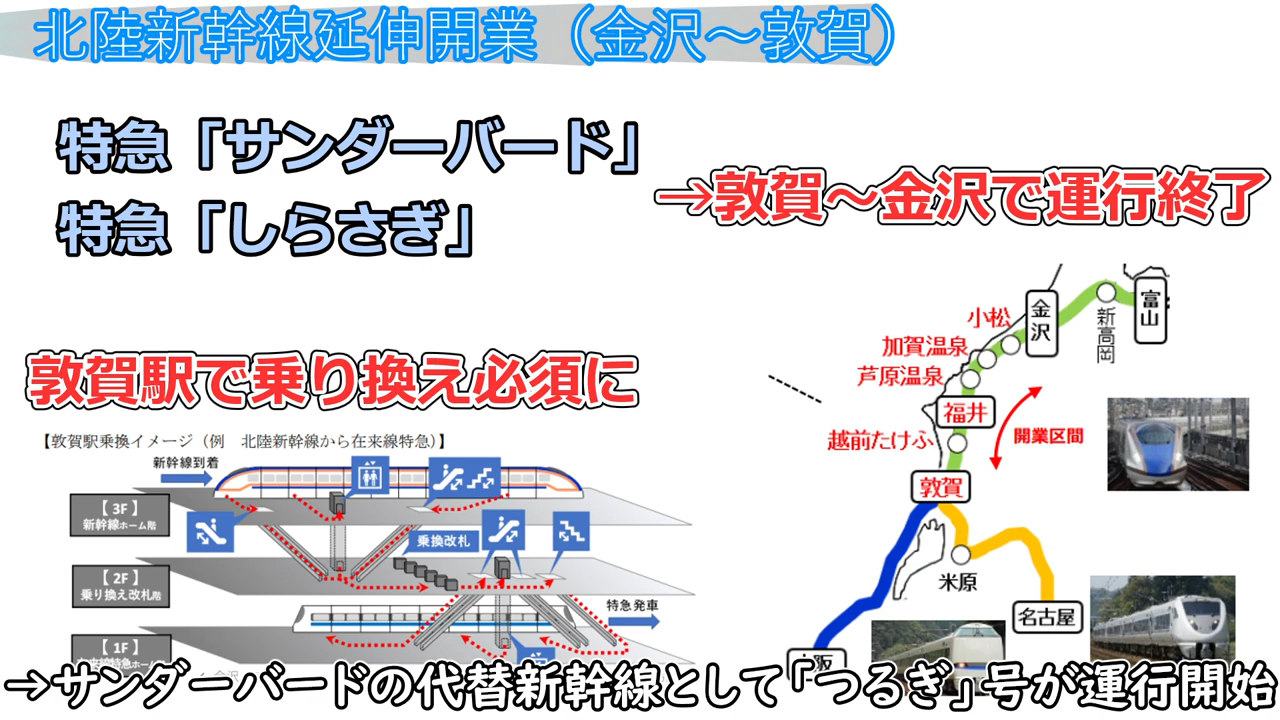 北陸新幹線延伸開業（金沢～敦賀）
特急「サンダーバード」
特急「しらさぎ」
→敦賀～金沢で運行終了
敦賀駅で乗り換え必須に
【敦賀駅乗換イメージ（例　北陸新幹線から在来線特急）】
新幹線到着
【3F】
新幹線ホーム階
乗換改札
【2F】
乗り換え改札階
特急発車
【1F】
富山
新高岡
金沢
小松
加賀温泉
芦原温泉
福井
開業区間
越前たけふ
敦賀
米原
名古屋
→サンダーバードの代替新幹線として「つるぎ」号が運行開始